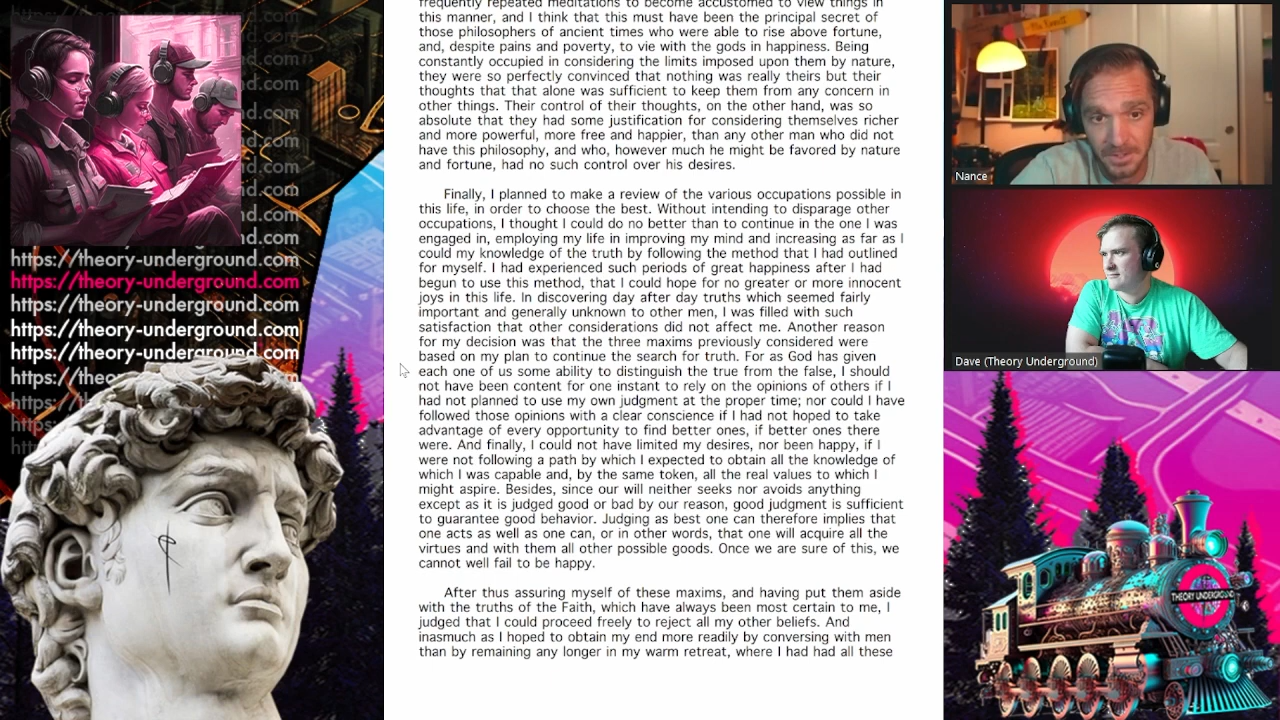 https://theory-underground.com
nd.com
nd.com
nd.com
nd.com
nd.com
nd.com
nd.com
nd.com
d.com
d.com
https://theory-underground.com
https://theory-underground.com
https://theory-underground.com
https://theory-underground.com
https://theory-underground.com
https://theo
https://
https:/
frequently repeated meditations to become accustomed to view things in
this manner, and I think that this must have been the principal secret of
those philosophers of ancient times who were able to rise above fortune,
and, despite pains and poverty, to vie with the gods in happiness. Being
constantly occupied in considering the limits imposed upon them by nature,
they were so perfectly convinced that nothing was really theirs but their
thoughts that that alone was sufficient to keep them from any concern in
other things. Their control of their thoughts, on the other hand, was so
absolute that they had some justification for considering themselves richer
and more powerful, more free and happier, than any other man who did not
have this philosophy, and who, however much he might be favored by nature
and fortune, had no such control over his desires.
Finally, I planned to make a review of the various occupations possible in
this life, in order to choose the best. Without intending to disparage other
occupations, I thought I could do no better than to continue in the one I was
engaged in, employing my life in improving my mind and increasing as far as I
could my knowledge of the truth by following the method that I had outlined
for myself. I had experienced such periods of great happiness after I had
begun to use this method, that I could hope for no greater or more innocent
joys in this life. In discovering day after day truths which seemed fairly
important and generally unknown to other men, I was filled with such
satisfaction that other considerations did not affect me. Another reason
for my decision was that the three maxims previously considered were
based on my plan to continue the search for truth. For as God has given
each one of us some ability to distinguish the true from the false, I should
not have been content for one instant to rely on the opinions of others if I
had not planned to use my own judgment at the proper time; nor could I have
followed those opinions with a clear conscience if I had not hoped to take
advantage of every opportunity to find better ones, if better ones there
were. And finally, I could not have limited my desires, nor been happy, if I
were not following a path by which I expected to obtain all the knowledge of
which I was capable and, by the same token, all the real values to which I
might aspire. Besides, since our will neither seeks nor avoids anything
except as it is judged good or bad by our reason, good judgment is sufficient
to guarantee good behavior. Judging as best one can therefore implies that
one acts as well as one can, or in other words, that one will acquire all the
virtues and with them all other possible goods. Once we are sure of this, we
cannot well fail to be happy.
After thus assuring myself of these maxims, and having put them aside
with the truths of the Faith, which have always been most certain to me, I
judged that I could proceed freely to reject all my other beliefs. And
inasmuch as I hoped to obtain my end more readily by conversing with men
than by remaining any longer in my warm retreat, where I had had all these
Nance
Dave (Theory Underground)
THEORY UNDERGROUND